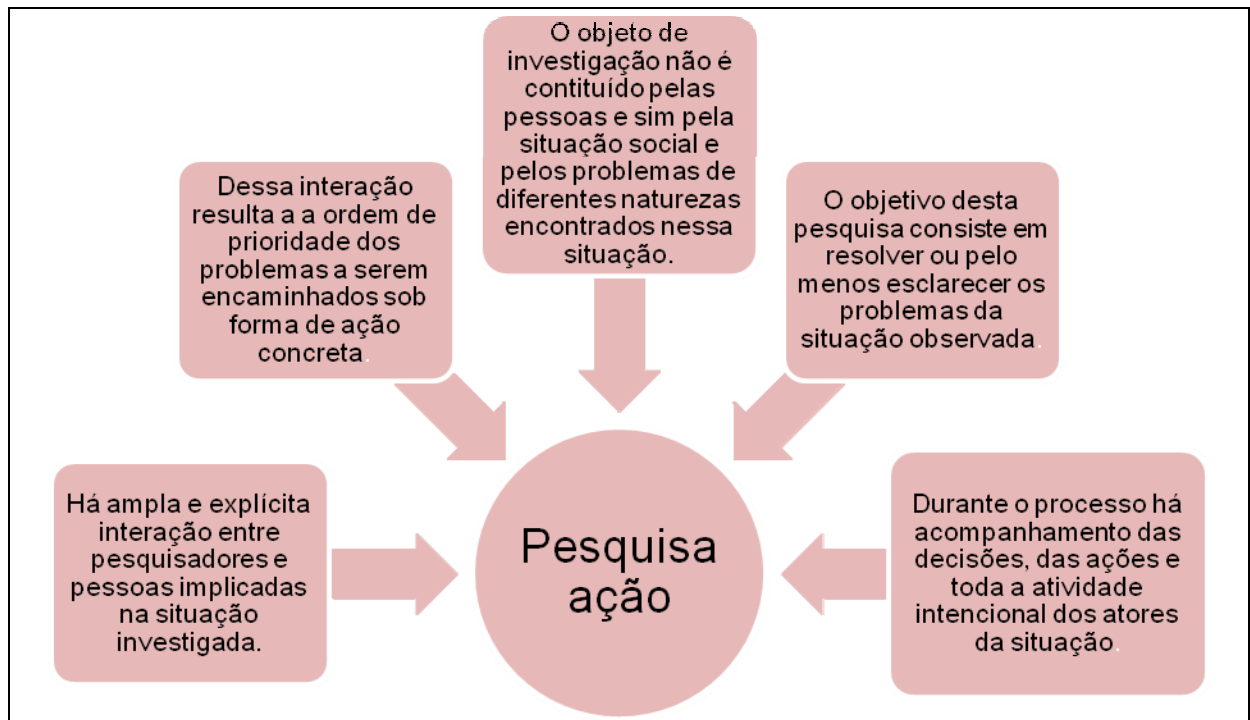 O objeto de
investigação não é
contituído pelas
pessoas e sim pela
situação social e
pelos problemas de
diferentes naturezas
encontrados nessa
situação.
Dessa interação
resulta a a ordem de
prioridade dos
problemas a serem
encaminhados sob
forma de ação
concreta.
O objetivo desta
pesquisa consiste em
resolver ou pelo
menos esclarecer os
problemas da
situação observada.
Há ampla e explícita
interação entre
pesquisadores e
pessoas implicadas
na situação
investigada.
Pesquisa
ação
Durante o processo há
acompanhamento das
decisões, das ações e
toda a atividade
intencional dos atores
da situação.